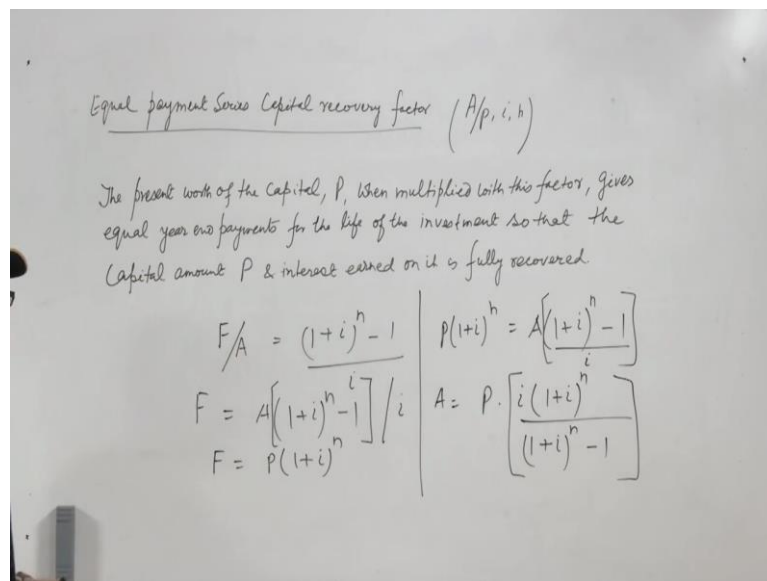 Equal payment Series Capital recovery factor (A/p, i, n)
The present worth of the Capital, P, when multiplied with this factor, gives
equal year end payments for the life of the investment so that the
Capital amount P & interest earned on it is fully recovered
F/A = (1+i)^n - 1 / i
F = A[(1+i)^n - 1] / i
F = P(1+i)^n
P(1+i)^n = A[(1+i)^n - 1 / i]
A = P. [i(1+i)^n / (1+i)^n - 1]